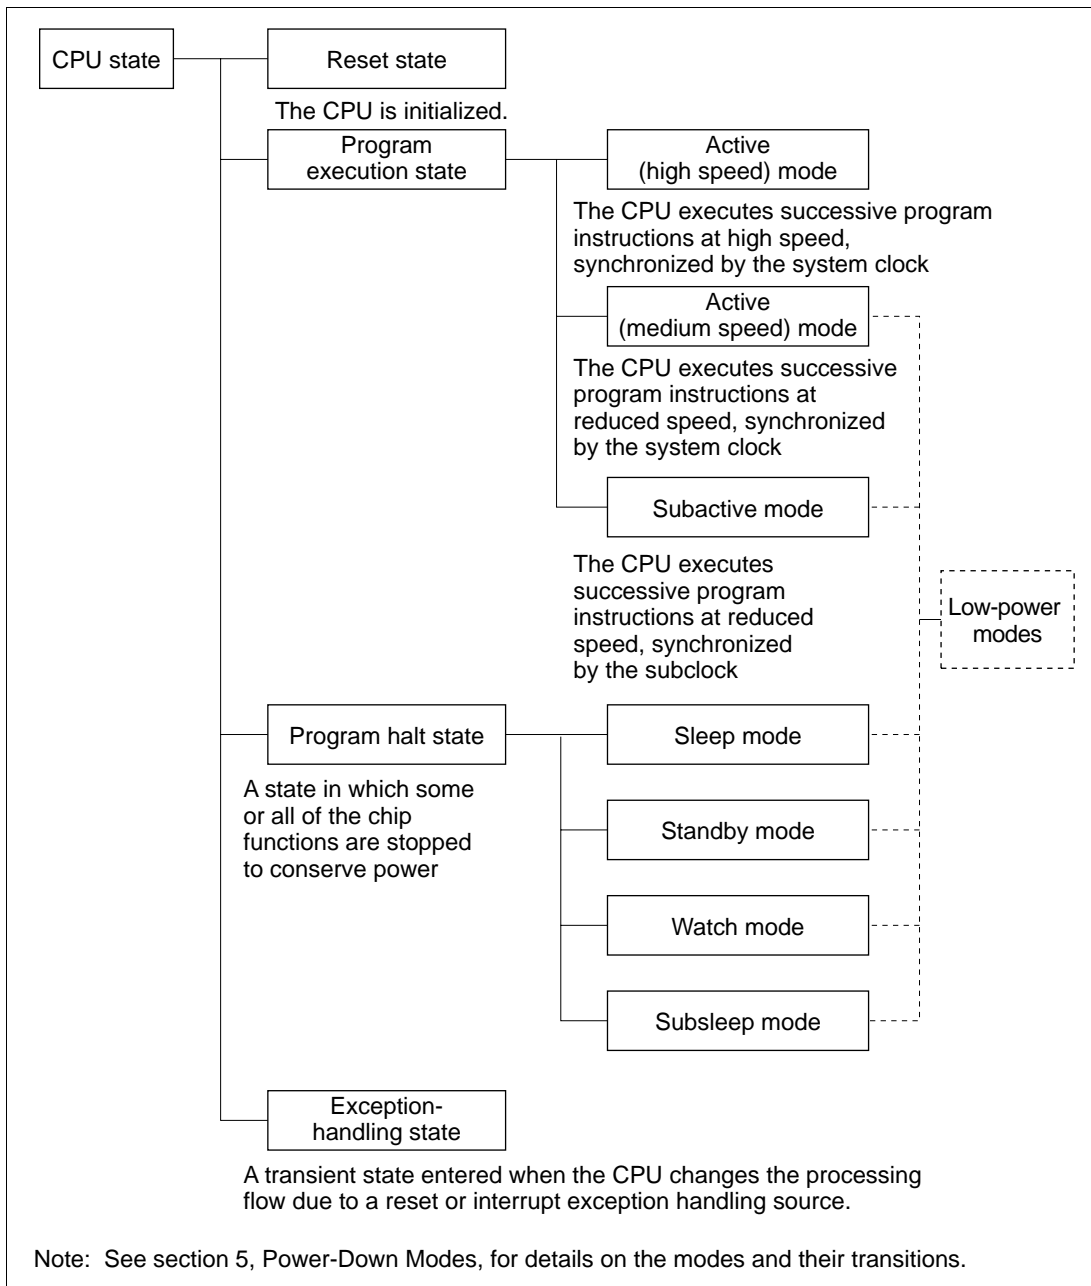 CPU state
Reset state
The CPU is initialized.
Program
execution state
Active
(high speed) mode
The CPU executes successive program
instructions at high speed,
synchronized by the system clock
Active
(medium speed) mode
The CPU executes successive
program instructions at
reduced speed, synchronized
by the system clock
Subactive mode
The CPU executes
successive program
instructions at reduced
speed, synchronized
by the subclock
Low-power
modes
Program halt state
A state in which some
or all of the chip
functions are stopped
to conserve power
Sleep mode
Standby mode
Watch mode
Subsleep mode
Exception-
handling state
A transient state entered when the CPU changes the processing
flow due to a reset or interrupt exception handling source.
Note: See section 5, Power-Down Modes, for details on the modes and their transitions.